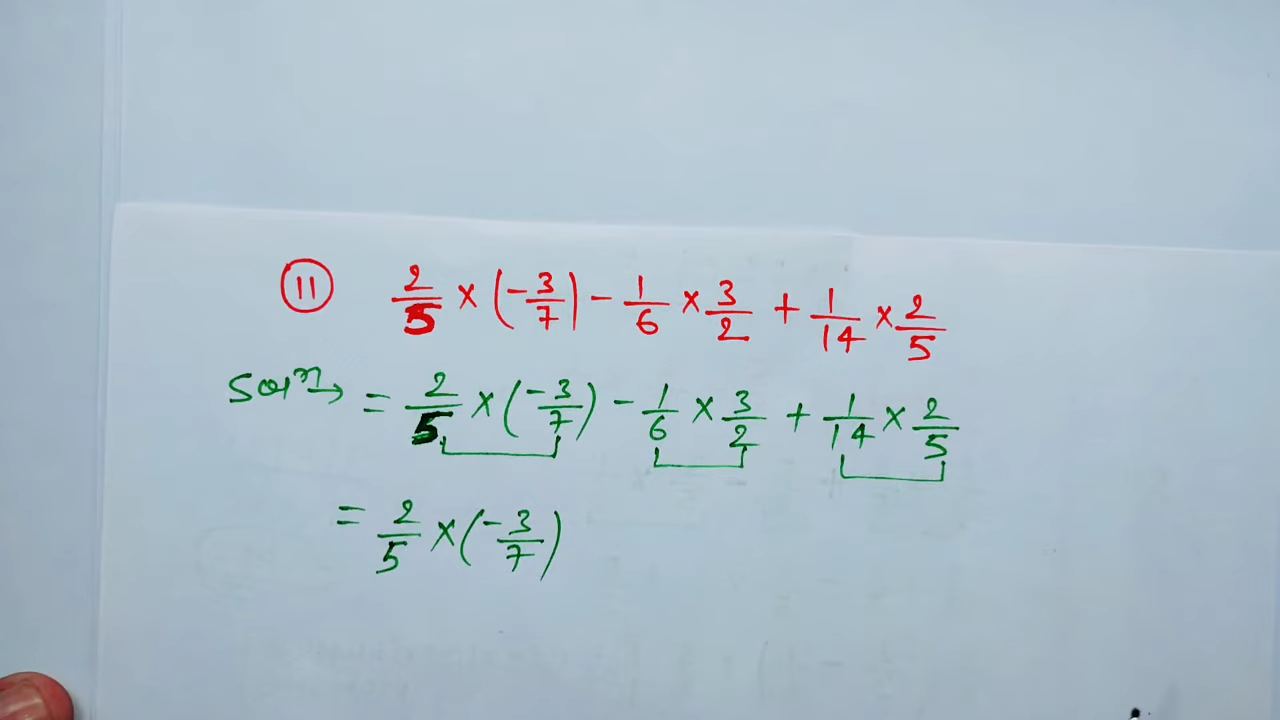 (11) 2/5 × (-3/7) - 1/6 × 3/2 + 1/14 × 2/5
Solⁿ→ = 2/5 × (-3/7) - 1/6 × 3/2 + 1/14 × 2/5
= 2/5 × (-3/7)